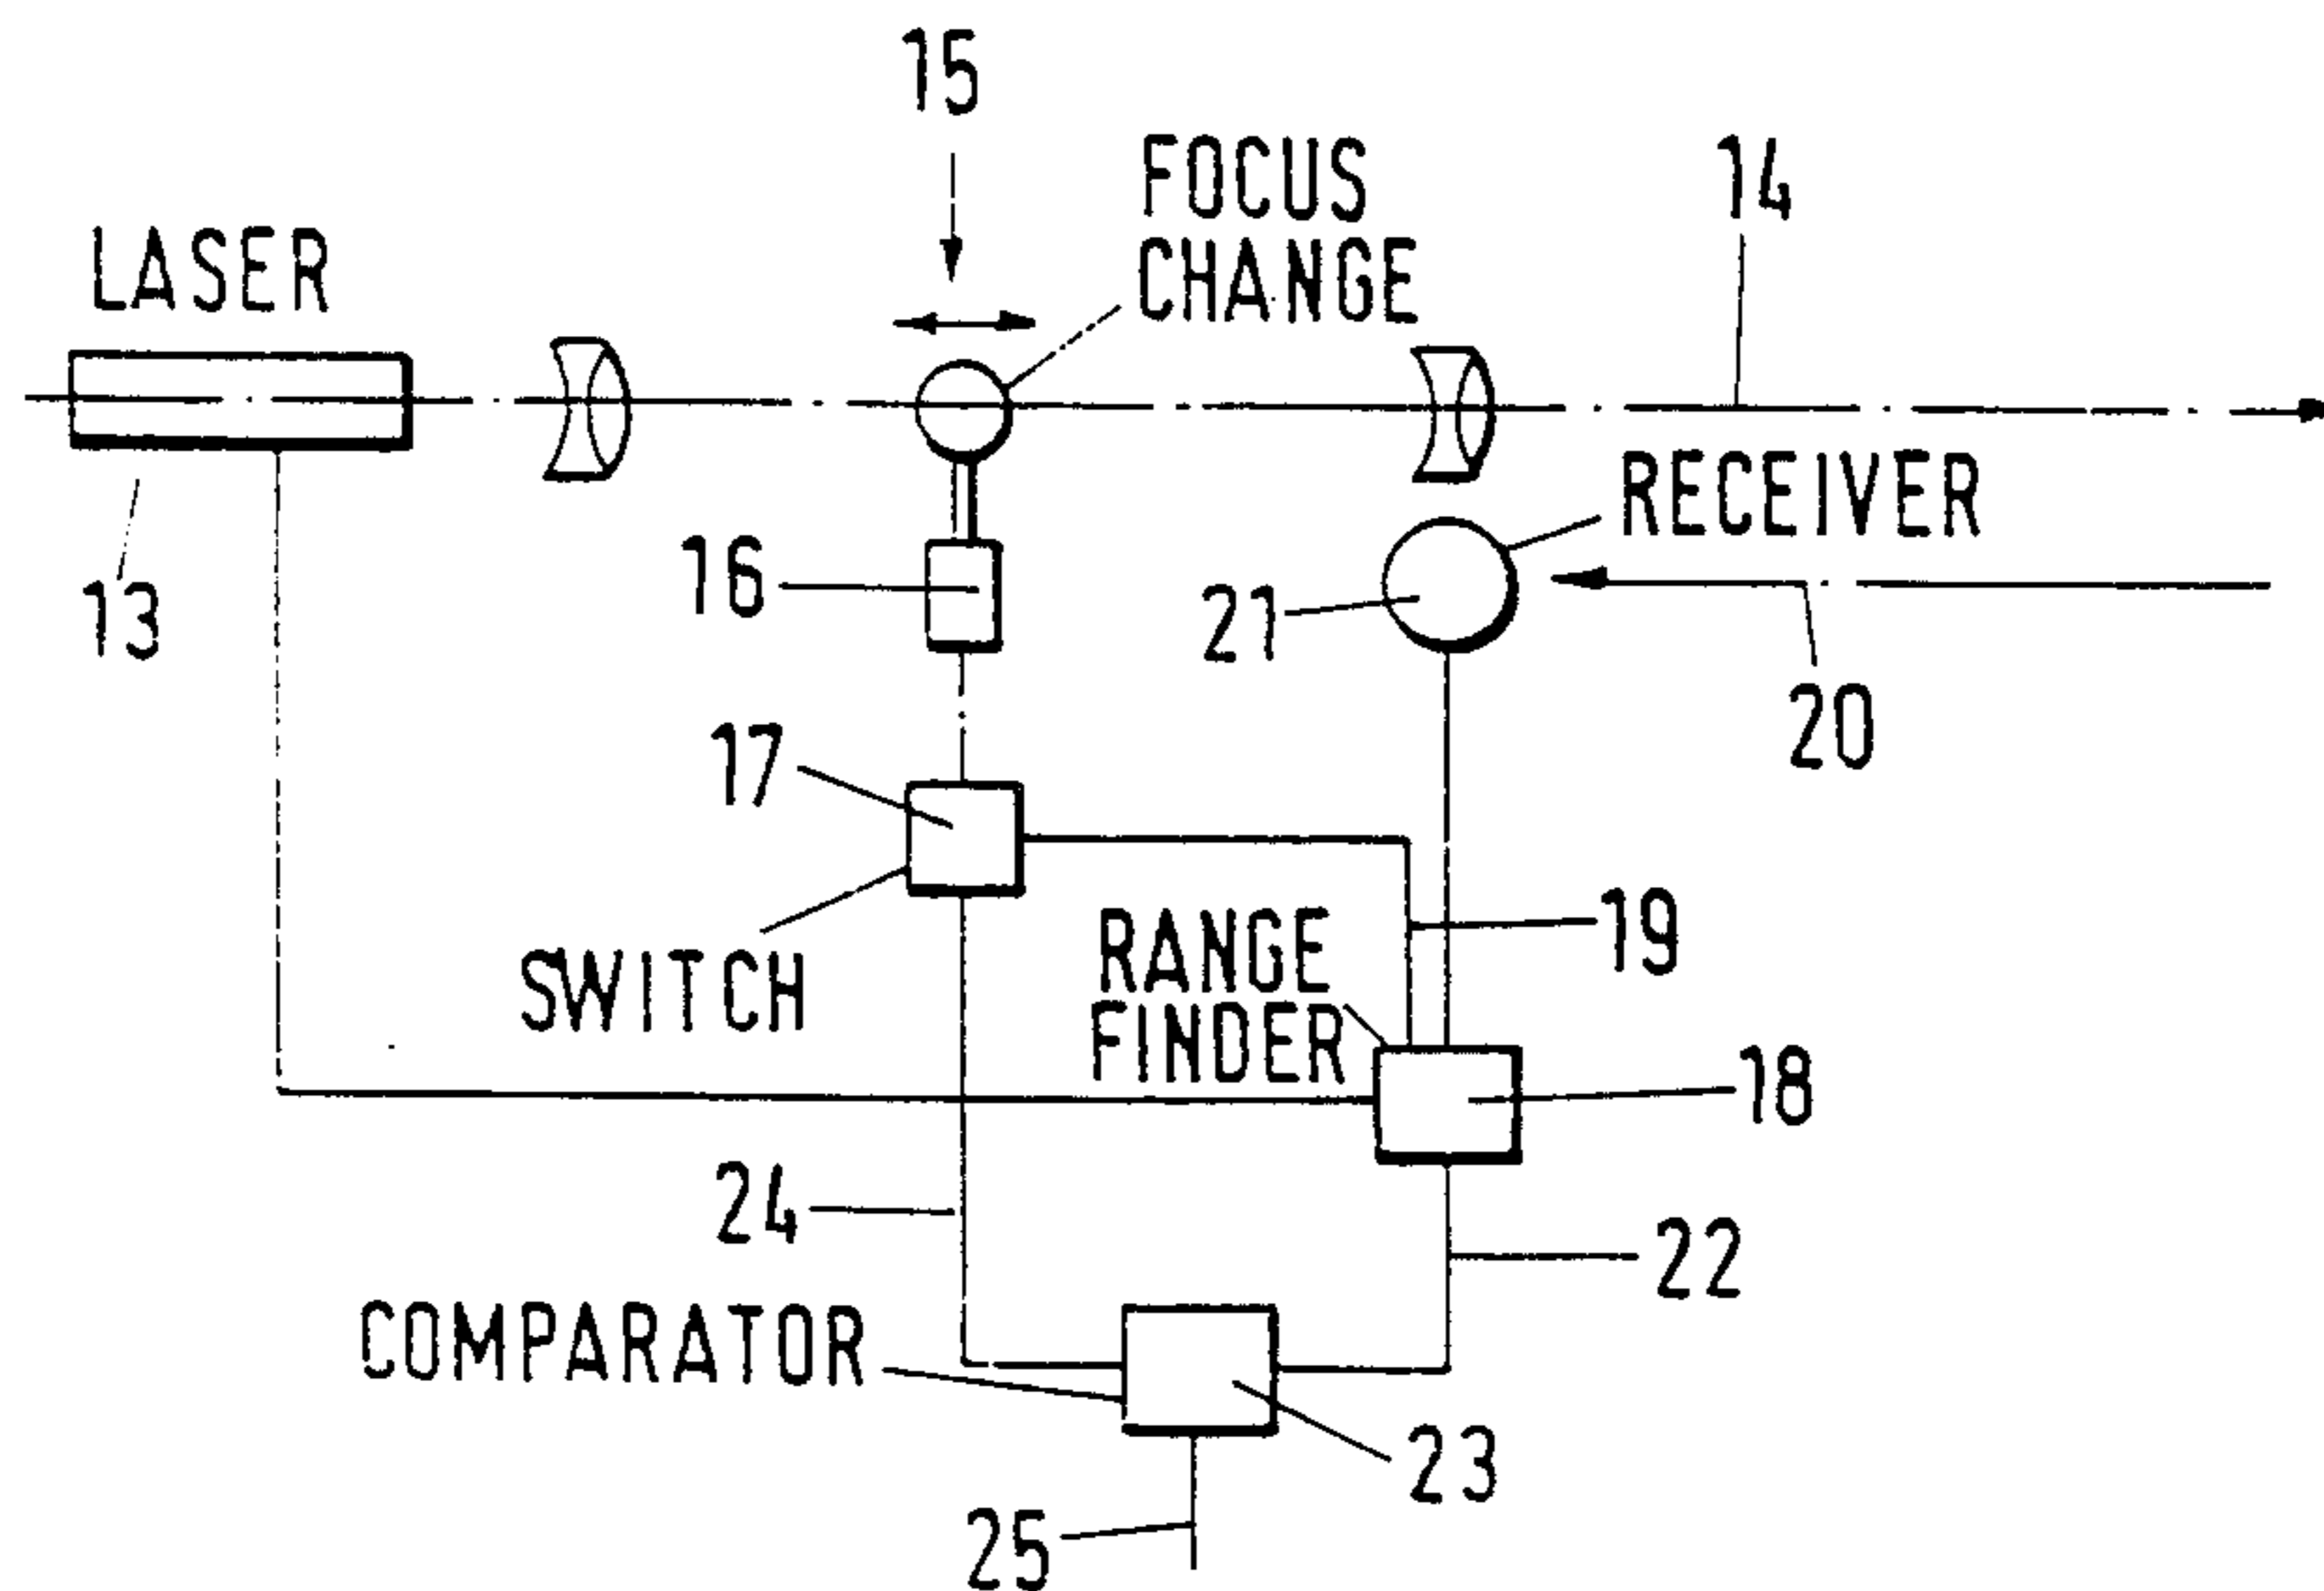 15
FOCUS
CHANGE
14
LASER
RECEIVER
13
16
21
20
17
SWITCH
RANGE
FINDER
19
18
24
22
COMPARATOR
23
25